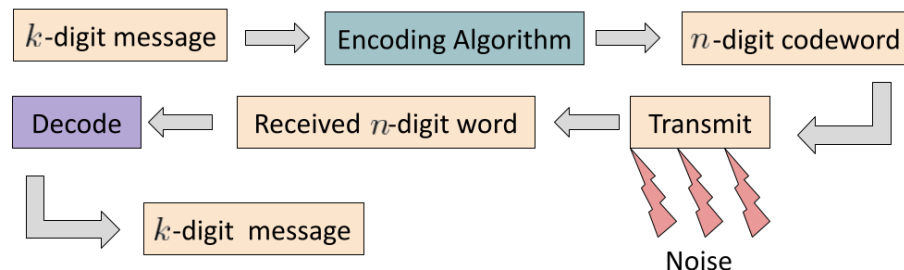 k-digit message
Encoding Algorithm
n-digit codeword
Transmit
Received n-digit word
Decode
k-digit message
Noise